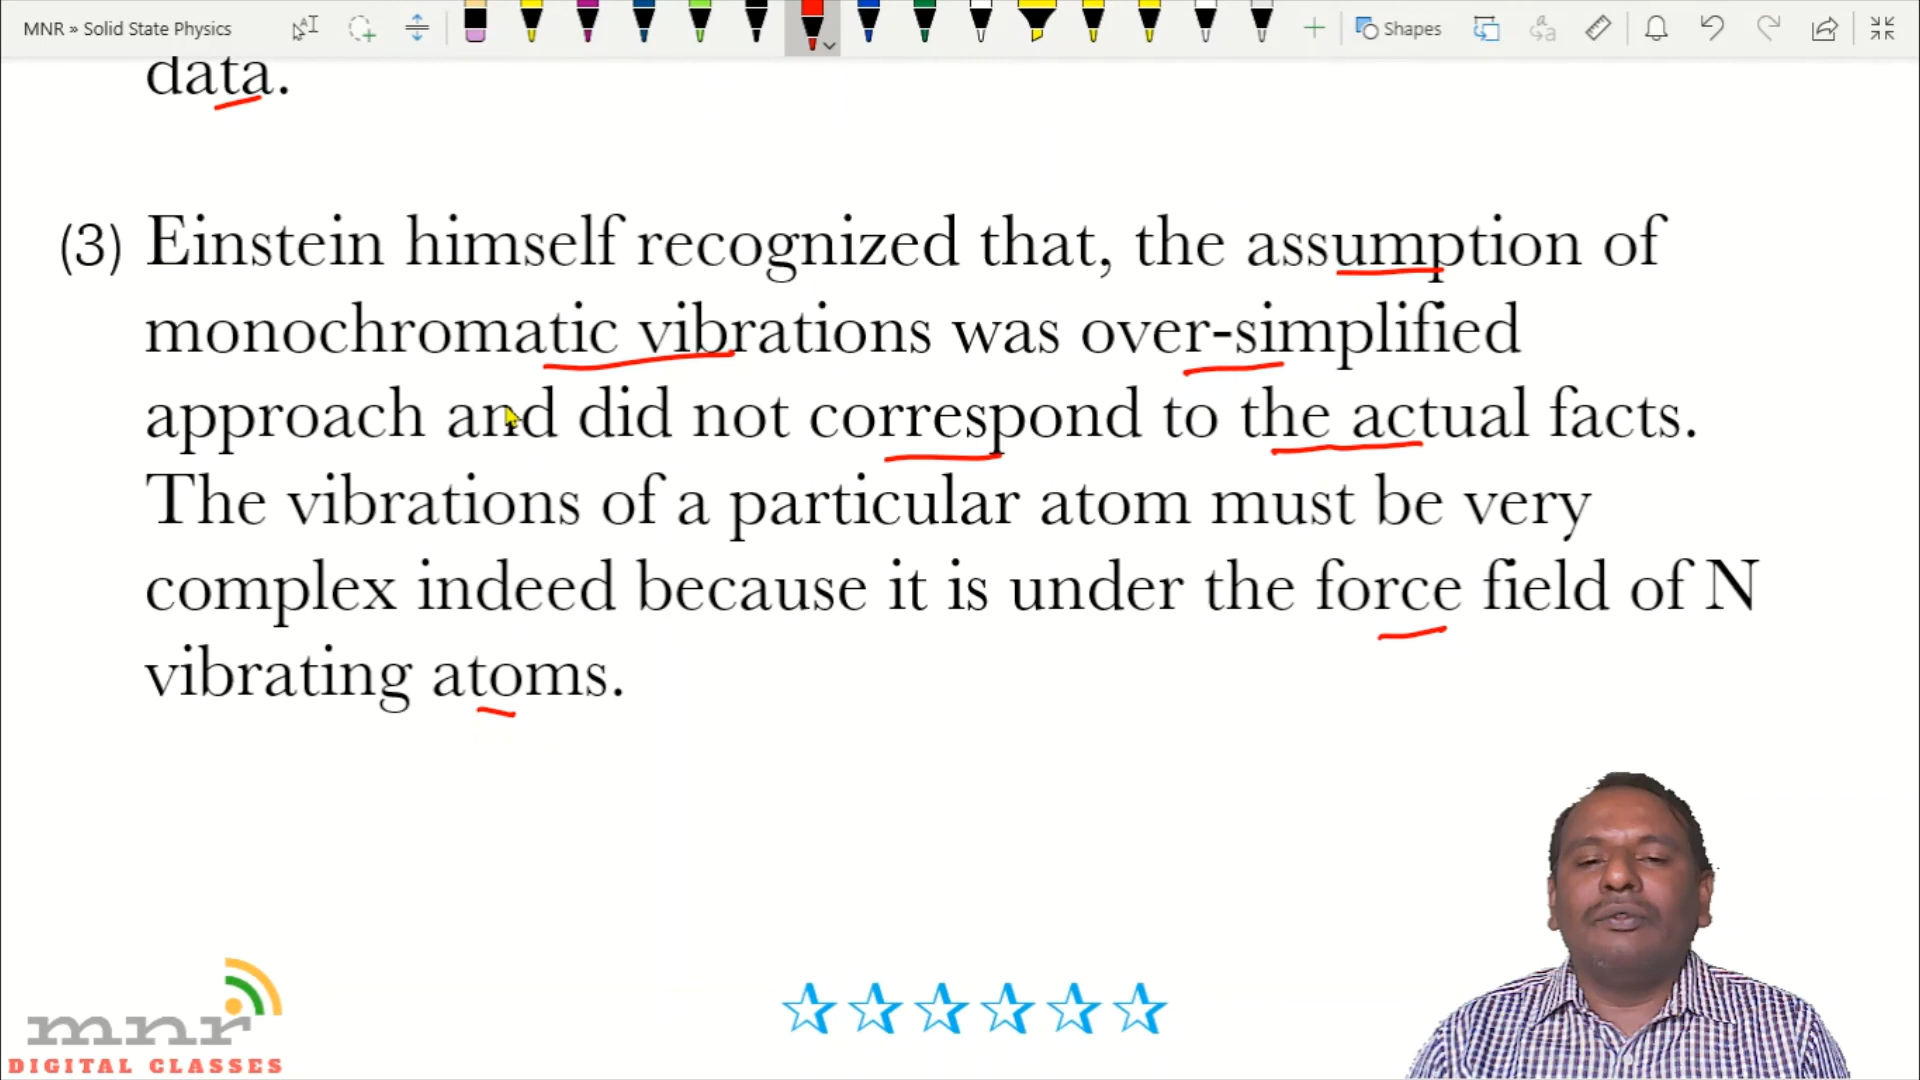 MNR » Solid State Physics
Shapes
data.
(3) Einstein himself recognized that, the assumption of
monochromatic vibrations was over-simplified
approach and did not correspond to the actual facts.
The vibrations of a particular atom must be very
complex indeed because it is under the force field of N
vibrating atoms.
mnr
DIGITAL CLASSES